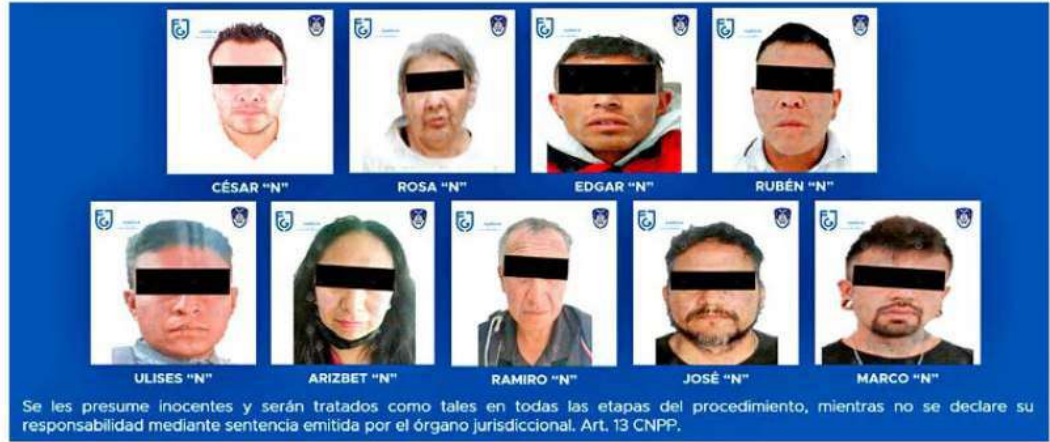 CÉSAR “N”
ROSA “N”
EDGAR “N”
RUBÉN “N”
ULISES “N”
ARIZBET “N”
RAMIRO “N”
JOSÉ “N”
MARCO “N”
Se les presume inocentes y serán tratados como tales en todas las etapas del procedimiento, mientras no se declare su
responsabilidad mediante sentencia emitida por el órgano jurisdiccional. Art. 13 CNPP.